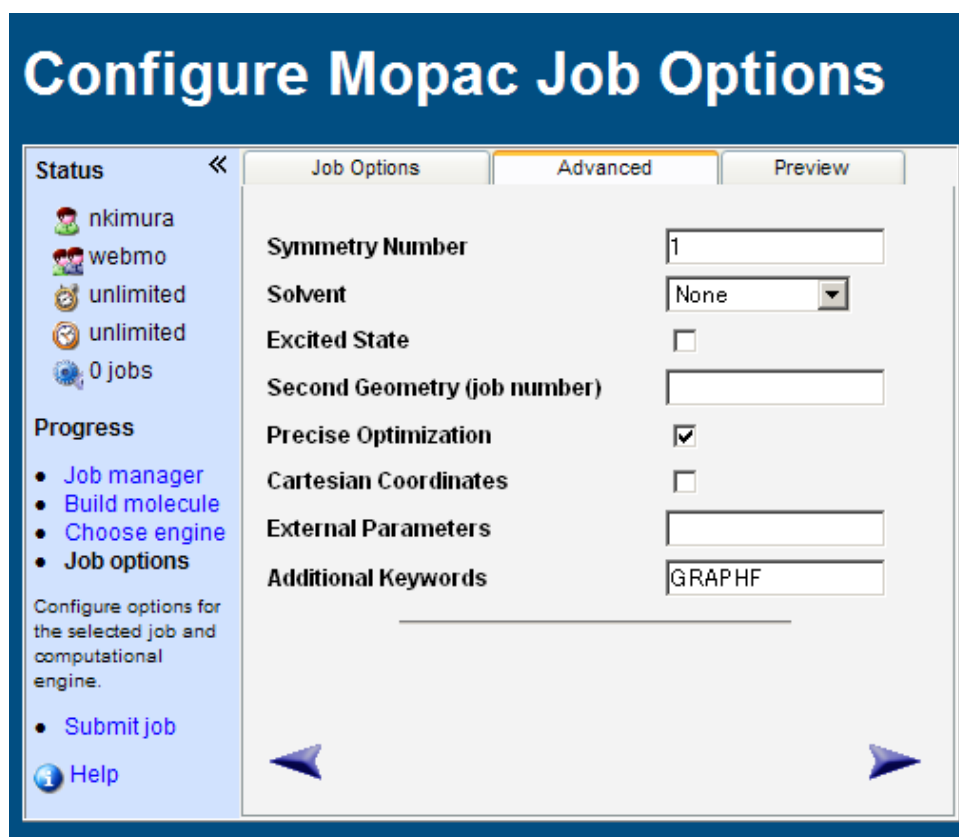 Configure Mopac Job Options
Status «
nkimura
webmo
unlimited
unlimited
0 jobs
Progress
Job manager
Build molecule
Choose engine
Job options
Configure options for
the selected job and
computational
engine.
Submit job
Help
Job Options Advanced Preview
Symmetry Number 1
Solvent None
Excited State
Second Geometry (job number)
Precise Optimization
Cartesian Coordinates
External Parameters
Additional Keywords GRAPHF